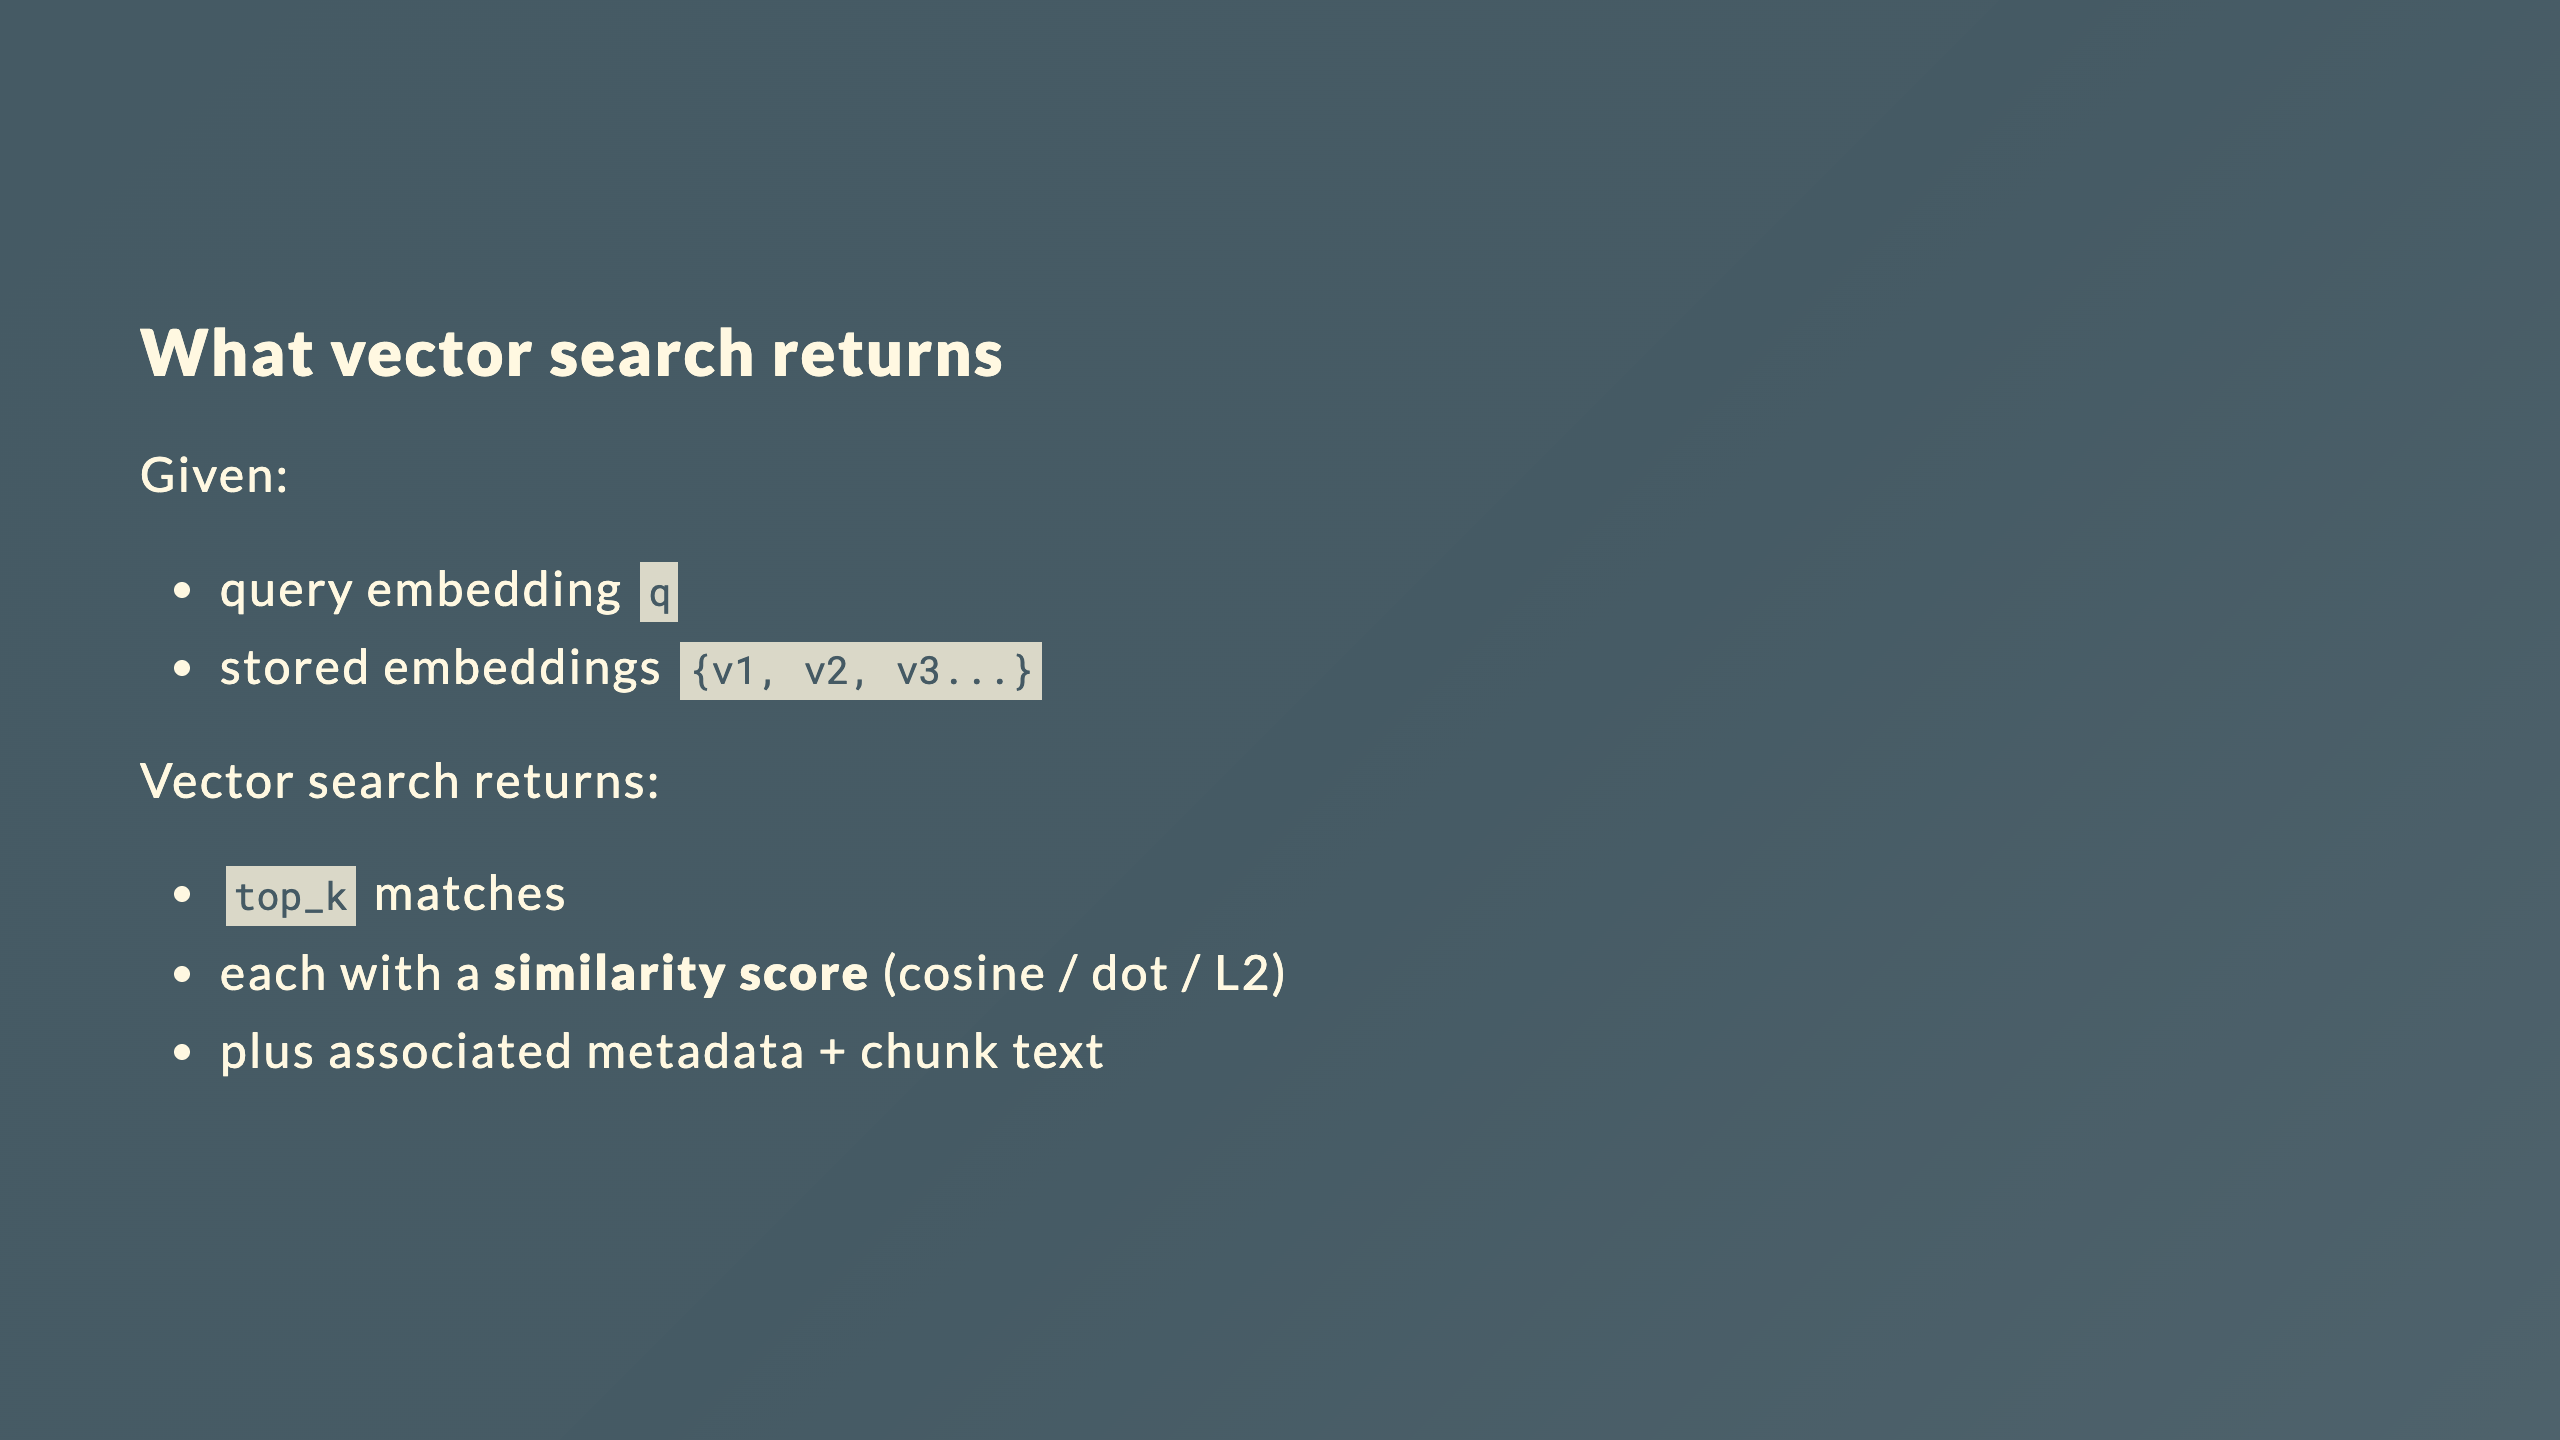 What vector search returns
Given:
• query embedding q
• stored embeddings {v1, v2, v3...}
Vector search returns:
• top_k matches
• each with a similarity score (cosine / dot / L2)
• plus associated metadata + chunk text